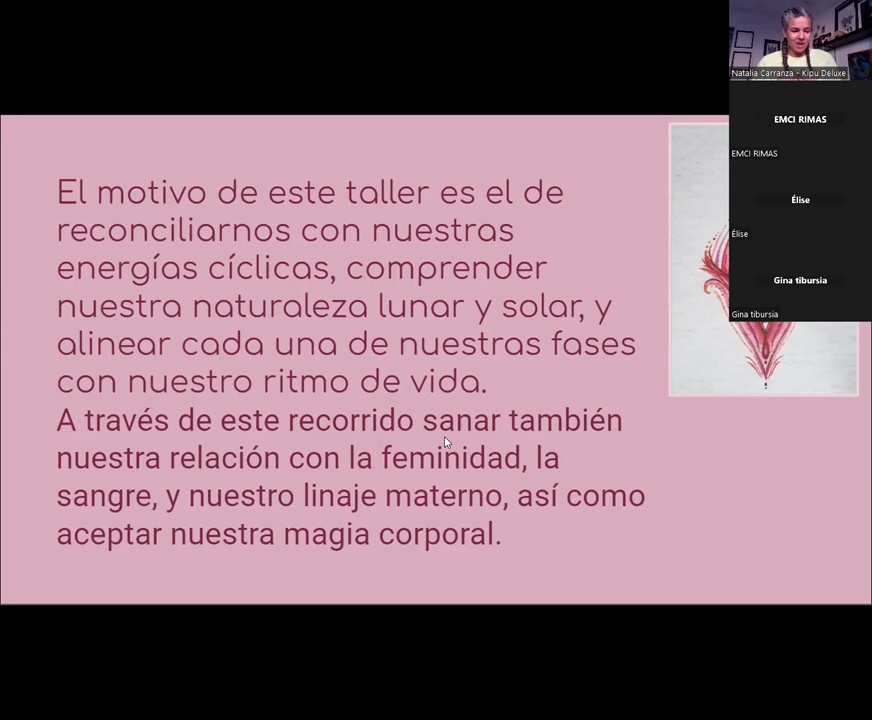 El motivo de este taller es el de
reconciliarnos con nuestras
energías cíclicas, comprender
nuestra naturaleza lunar y solar, y
alinear cada una de nuestras fases
con nuestro ritmo de vida.
A través de este recorrido sanar también
nuestra relación con la feminidad, la
sangre, y nuestro linaje materno, así como
aceptar nuestra magia corporal.
Natalia Carranza - Kipu Deluxe
EMCI RIMAS
EMCI RIMAS
Élise
Élise
Gina tibursia
Gina tibursia